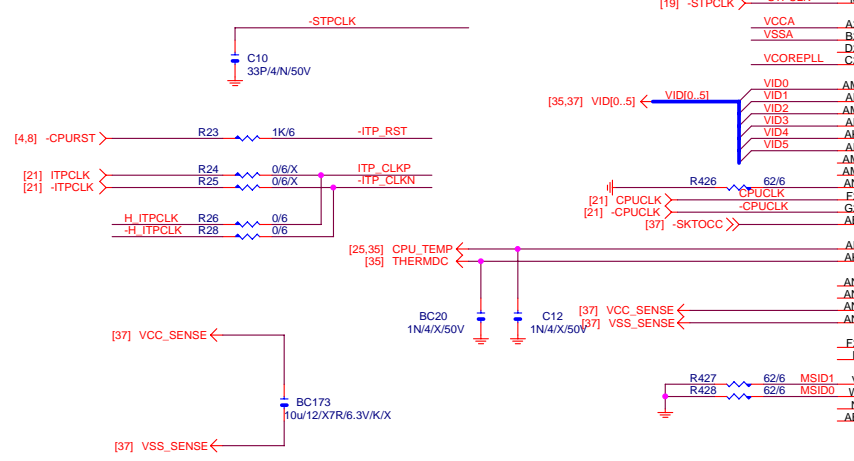 [19] -STPCLK
-STPCLK
C10
33P/4/N/50V
VCCA
VSSA
VCOREPLL
[35,37] VID[0..5]
VID[0..5]
VID0
VID1
VID2
VID3
VID4
VID5
[4,8] -CPURST
R23
1K/6
-ITP_RST
[21] ITPCLK
R24
0/6/X
ITP_CLKP
[21] -ITPCLK
R25
0/6/X
-ITP_CLKN
R426
62/6
[21] CPUCLK
CPUCLK
[21] -CPUCLK
-CPUCLK
[37] -SKTOCC
H_ITPCLK
R26
0/6
-H_ITPCLK
R28
0/6
[25,35] CPU_TEMP
[35] THERMDC
BC20
1N/4/X/50V
C12
1N/4/X/50V
[37] VCC_SENSE
[37] VSS_SENSE
[37] VCC_SENSE
BC173
10u/12/X7R/6.3V/K/X
[37] VSS_SENSE
R427
62/6
MSID1
R428
62/6
MSID0